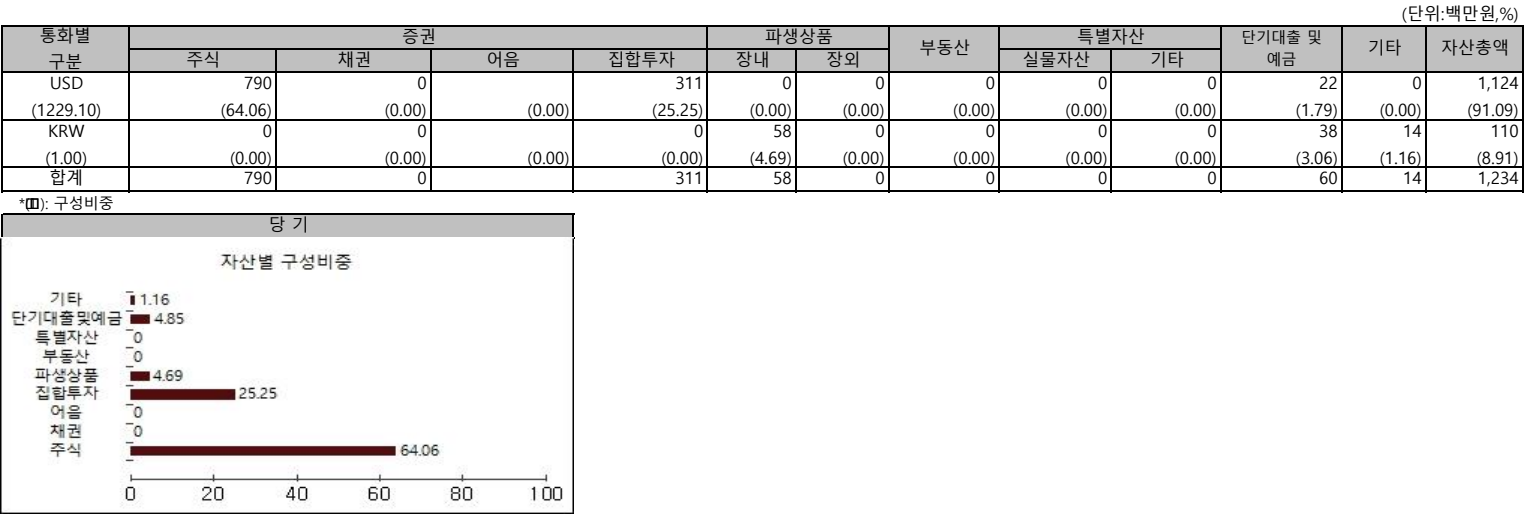 (단위:백만원,%)
통화별 구분 증권 파생상품 부동산 특별자산 단기대출 및 예금 기타 자산총액
주식 채권 어음 집합투자 장내 장외 실물자산 기타
USD 790 0 311 0 0 0 0 0 22 0 1,124
(1229.10) (64.06) (0.00) (0.00) (25.25) (0.00) (0.00) (0.00) (0.00) (0.00) (1.79) (0.00) (91.09)
KRW 0 0 0 58 0 0 0 0 38 14 110
(1.00) (0.00) (0.00) (0.00) (0.00) (4.69) (0.00) (0.00) (0.00) (0.00) (3.06) (1.16) (8.91)
합계 790 0 311 58 0 0 0 0 60 14 1,234
): 구성비중
당 기
자산별 구성비중
기타 1.16
단기대출및예금 4.85
특별자산 0
부동산 0
파생상품 4.69
집합투자 25.25
어음 0
채권 0
주식 64.06
0 20 40 60 80 100